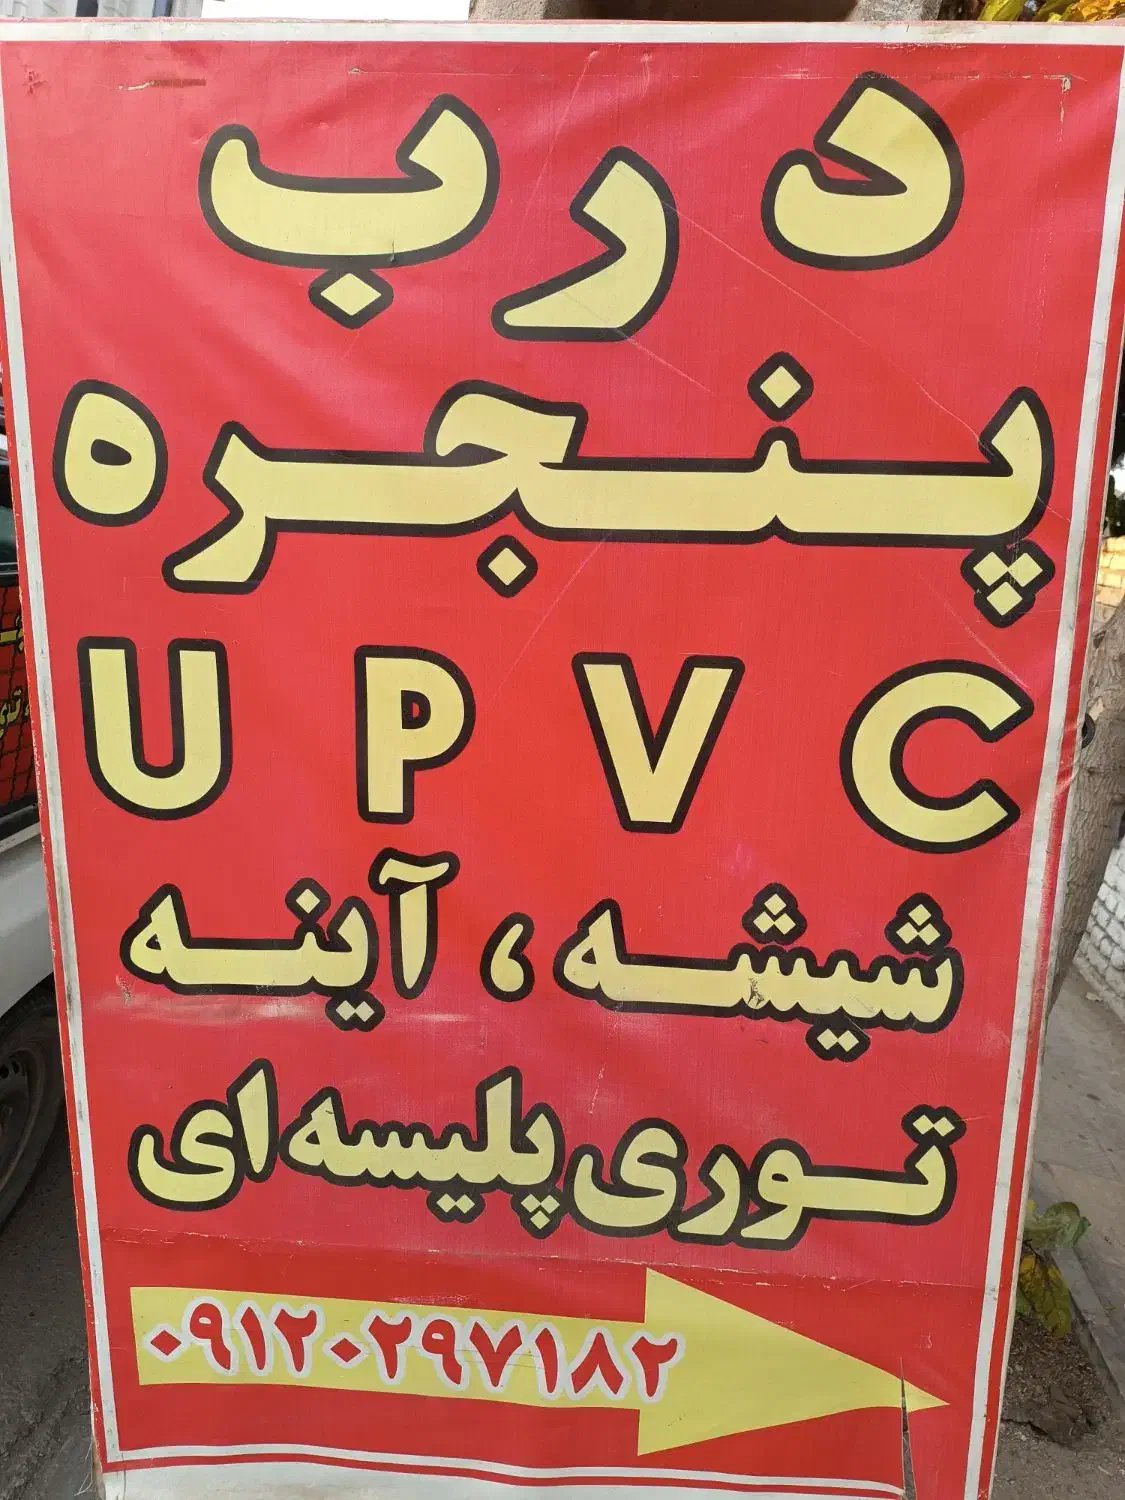 درب
پنجره
UPVC
شیشه ، آینه
توری پلیسه ای
۰۹۱۲۰۲۹۷۱۸۲